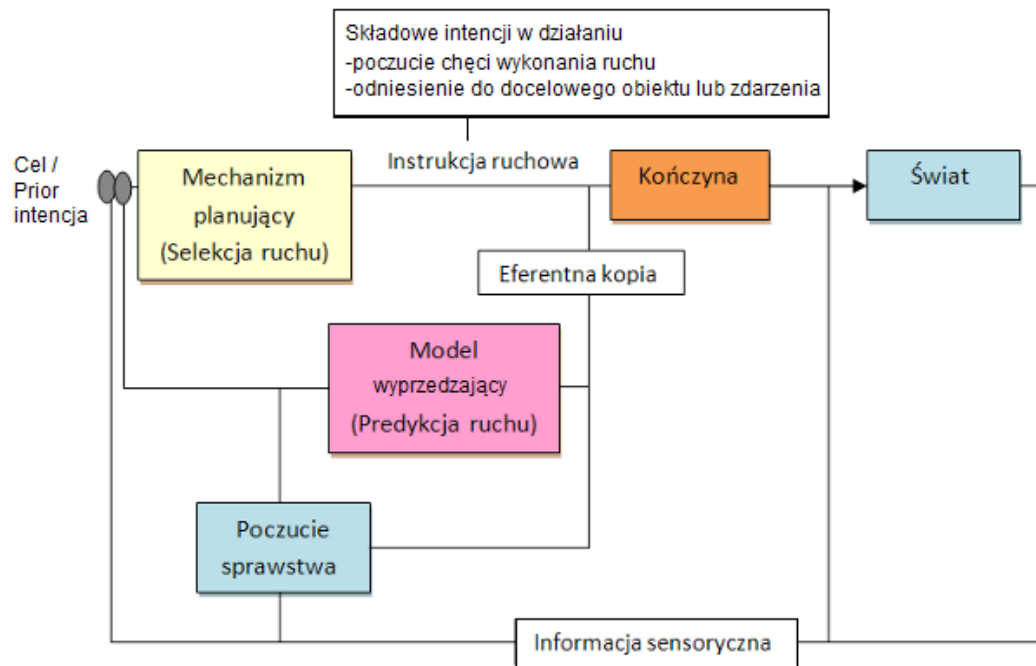 Składowe intencji w działaniu
-poczucie chęci wykonania ruchu
-odniesienie do docelowego obiektu lub zdarzenia
Cel /
Prior
intencja
Mechanizm
planujący
(Selekcja ruchu)
Instrukcja ruchowa
Kończyna
Świat
Eferentna kopia
Model
wyprzedzający
(Predykcja ruchu)
Poczucie
sprawstwa
Informacja sensoryczna